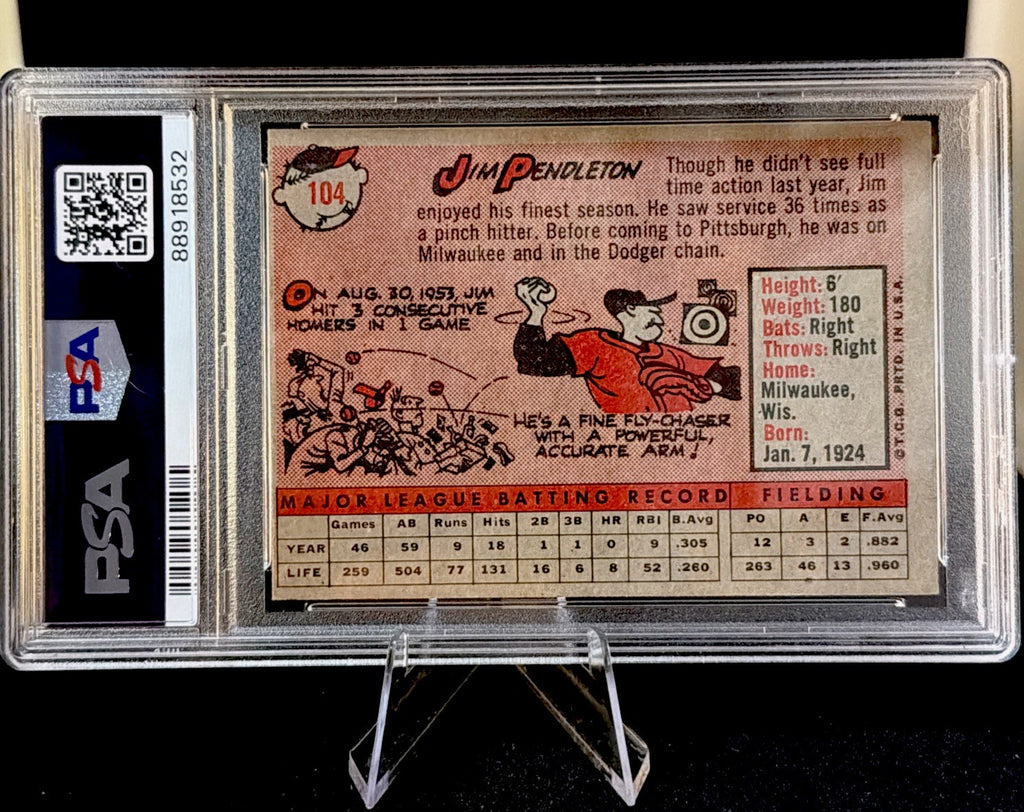 88918532
PSA
PSA
104
JIM PENDLETON
Though he didn't see full
time action last year, Jim
enjoyed his finest season. He saw service 36 times as
a pinch hitter. Before coming to Pittsburgh, he was on
Milwaukee and in the Dodger chain.
ON AUG. 30, 1953, JIM
HIT 3 CONSECUTIVE
HOMERS IN 1 GAME
HE'S A FINE FLY-CHASER
WITH A POWERFUL,
ACCURATE ARM!
Height: 6'
Weight: 180
Bats: Right
Throws: Right
Home:
Milwaukee,
Wis.
Born:
Jan. 7, 1924
©T.C.G. PRTD. IN U.S.A.
MAJOR LEAGUE BATTING RECORD FIELDING
Games AB Runs Hits 2B 3B HR RBI B.Avg PO A E F.Avg
YEAR 46 59 9 18 1 1 0 9 .305 12 3 2 .882
LIFE 259 504 77 131 16 6 8 52 .260 263 46 13 .960